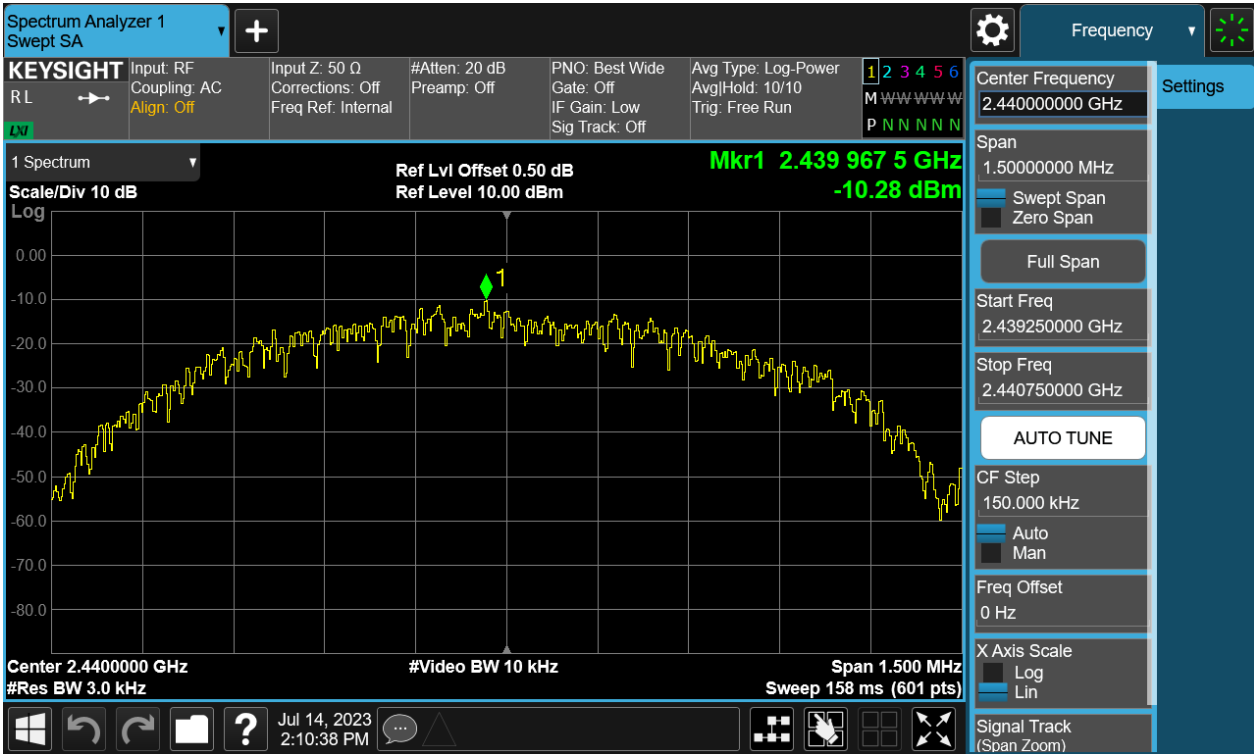 Spectrum Analyzer 1
Swept SA
Frequency
KEYSIGHT
R L
LXI
Input: RF
Coupling: AC
Align: Off
Input Z: 50 Ω
Corrections: Off
Freq Ref: Internal
#Atten: 20 dB
Preamp: Off
PNO: Best Wide
Gate: Off
IF Gain: Low
Sig Track: Off
Avg Type: Log-Power
Avg|Hold: 10/10
Trig: Free Run
1 2 3 4 5 6
M W W W W W
P N N N N N
1 Spectrum
Scale/Div 10 dB
Ref Lvl Offset 0.50 dB
Ref Level 10.00 dBm
Mkr1 2.439 967 5 GHz
-10.28 dBm
Log
0.00
-10.0
-20.0
-30.0
-40.0
-50.0
-60.0
-70.0
-80.0
1
Center 2.4400000 GHz
#Res BW 3.0 kHz
#Video BW 10 kHz
Span 1.500 MHz
Sweep 158 ms (601 pts)
Jul 14, 2023
2:10:38 PM
Center Frequency
2.440000000 GHz
Span
1.50000000 MHz
Swept Span
Zero Span
Full Span
Start Freq
2.439250000 GHz
Stop Freq
2.440750000 GHz
AUTO TUNE
CF Step
150.000 kHz
Auto
Man
Freq Offset
0 Hz
X Axis Scale
Log
Lin
Signal Track
(Span Zoom)
Settings